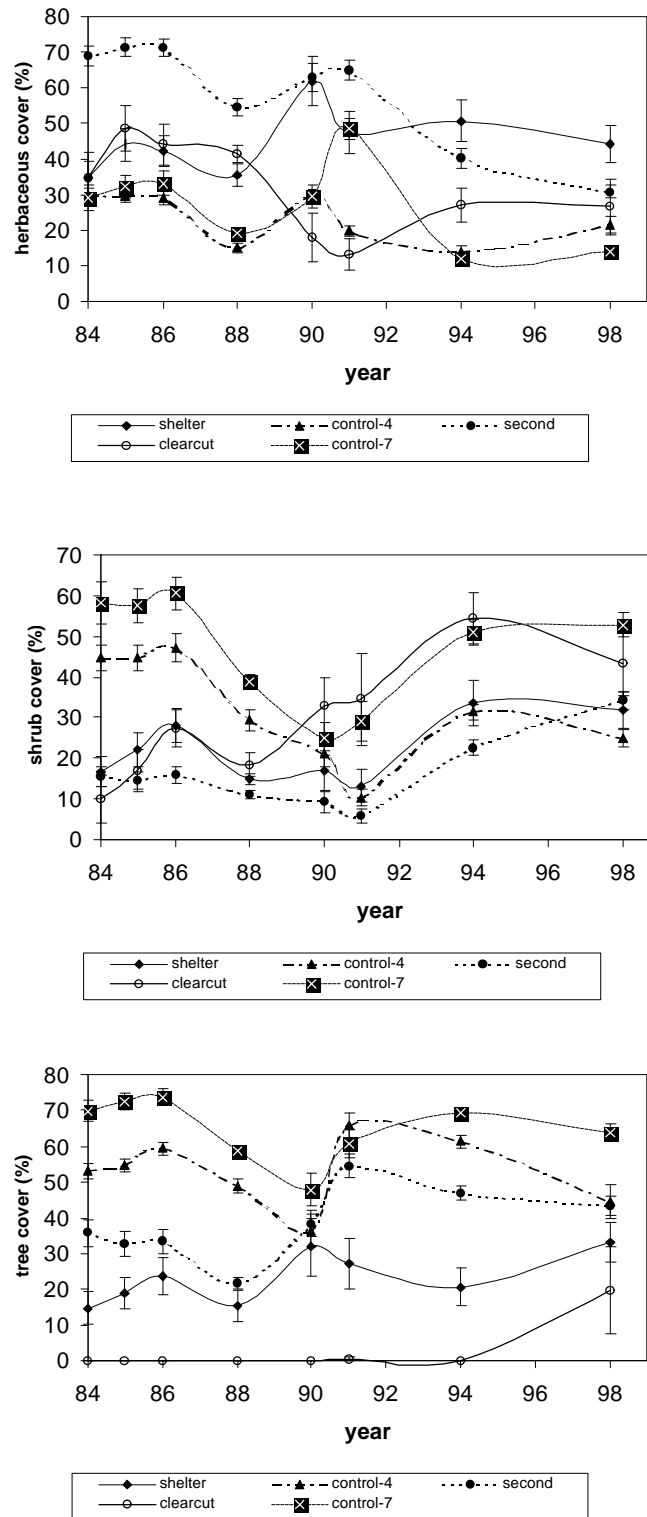 80
70
60
50
40
30
20
10
0
herbaceous cover (%)
84 86 88 90 92 94 96 98
year
shelter control-4 second
clearcut control-7
70
60
50
40
30
20
10
0
shrub cover (%)
84 86 88 90 92 94 96 98
year
shelter control-4 second
clearcut control-7
80
70
60
50
40
30
20
10
0
tree cover (%)
84 86 88 90 92 94 96 98
year
shelter control-4 second
clearcut control-7